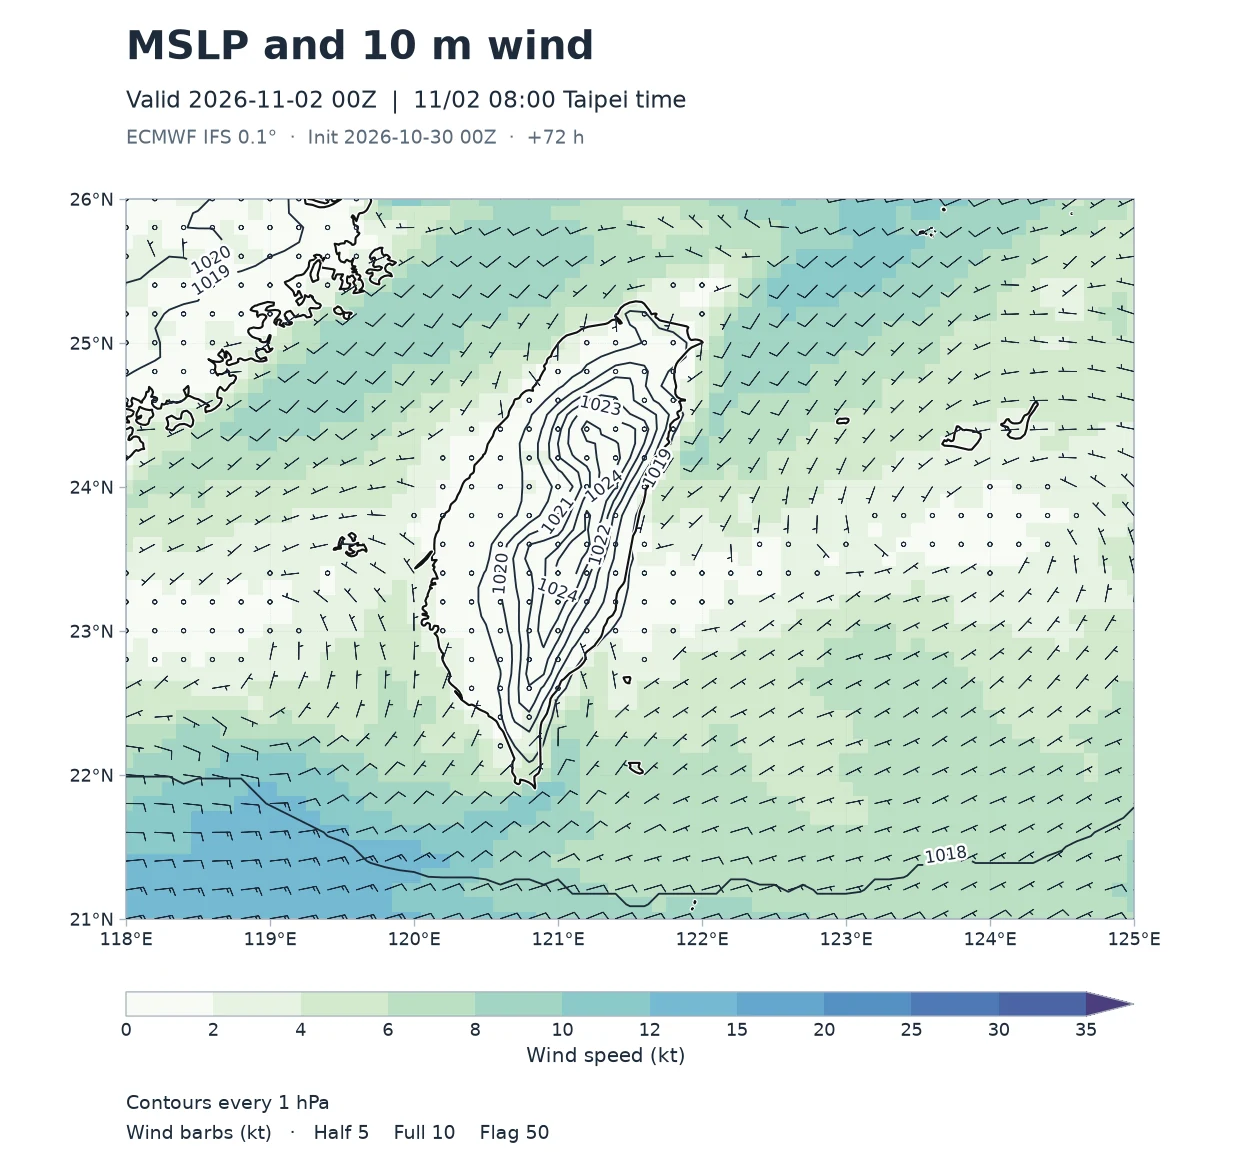 MSLP and 10 m wind
Valid 2026-11-02 00Z | 11/02 08:00 Taipei time
ECMWF IFS 0.1° · Init 2026-10-30 00Z · +72 h
26°N
1020
1019
25°N
1023
1019
24°N
1024
1021
1022
1020
1024
23°N
22°N
1018
21°N
118°E 119°E 120°E 121°E 122°E 123°E 124°E 125°E
0 2 4 6 8 10 12 15 20 25 30 35
Wind speed (kt)
Contours every 1 hPa
Wind barbs (kt) · Half 5 Full 10 Flag 50